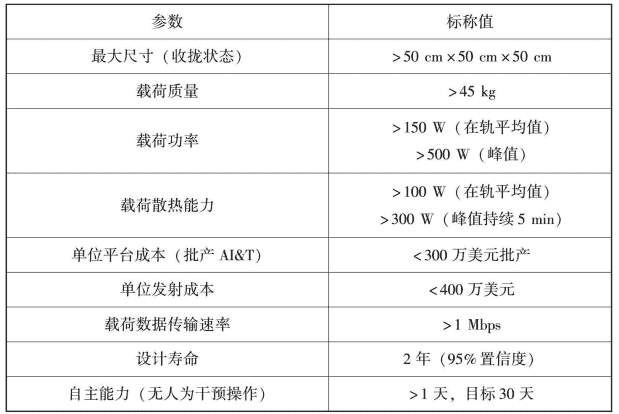 参数 标称值
最大尺寸（收拢状态） >50 cm×50 cm×50 cm
载荷质量 >45 kg
载荷功率 >150 W（在轨平均值）
>500 W（峰值）
载荷散热能力 >100 W（在轨平均值）
>300 W（峰值持续 5 min）
单位平台成本（批产 AI&T） <300 万美元批产
单位发射成本 <400 万美元
载荷数据传输速率 >1 Mbps
设计寿命 2 年（95% 置信度）
自主能力（无人为干预操作） >1 天，目标 30 天